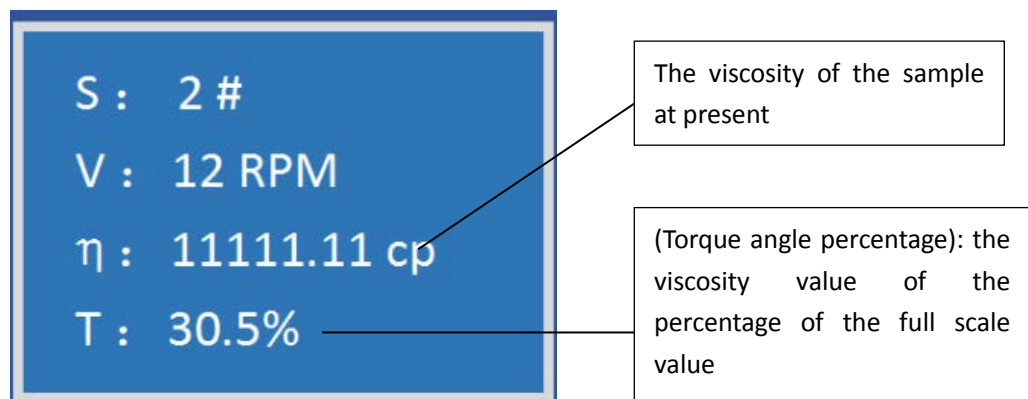 S： 2 #
V： 12 RPM
η： 11111.11 cp
T： 30.5%
The viscosity of the sample
at present
(Torque angle percentage): the
viscosity value of the
percentage of the full scale
value